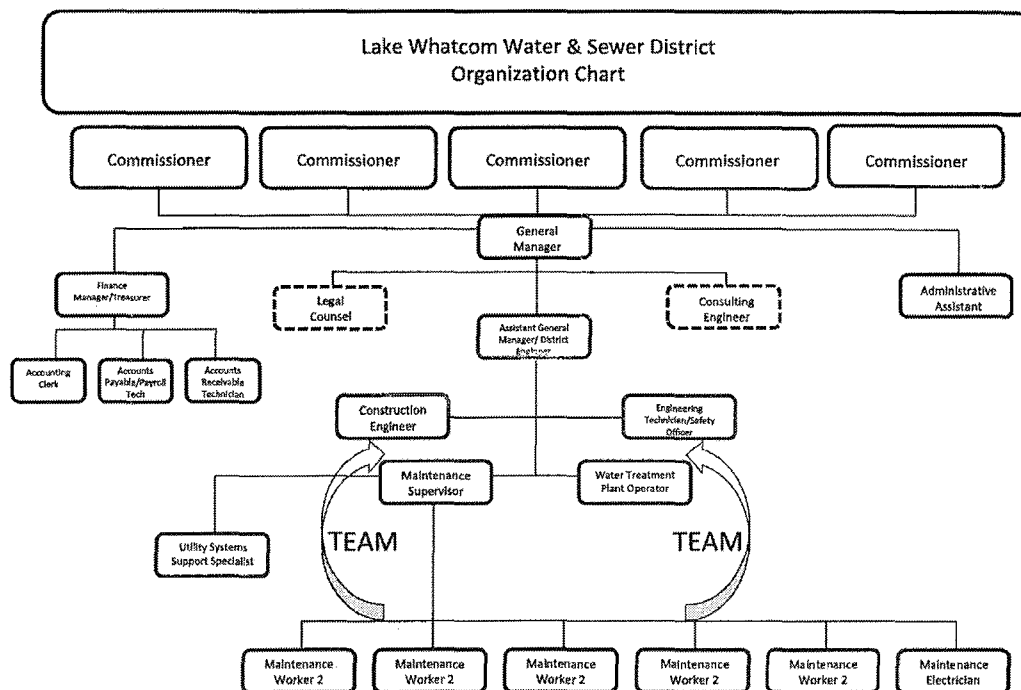 Lake Whatcom Water & Sewer District
Organization Chart
Commissioner
Commissioner
Commissioner
Commissioner
Commissioner
General
Manager
Finance
Manager/Treasurer
Legal
Counsel
Consulting
Engineer
Administrative
Assistant
Assistant General
Manager/ District
Engineer
Accounting
Clerk
Accounts
Payable/Payroll
Tech
Accounts
Receivable
Technician
Construction
Engineer
Engineering
Technician/Safety
Officer
Maintenance
Supervisor
Water Treatment
Plant Operator
TEAM
TEAM
Utility Systems
Support Specialist
Maintenance
Worker 2
Maintenance
Worker 2
Maintenance
Worker 2
Maintenance
Worker 2
Maintenance
Worker 2
Maintenance
Electrician